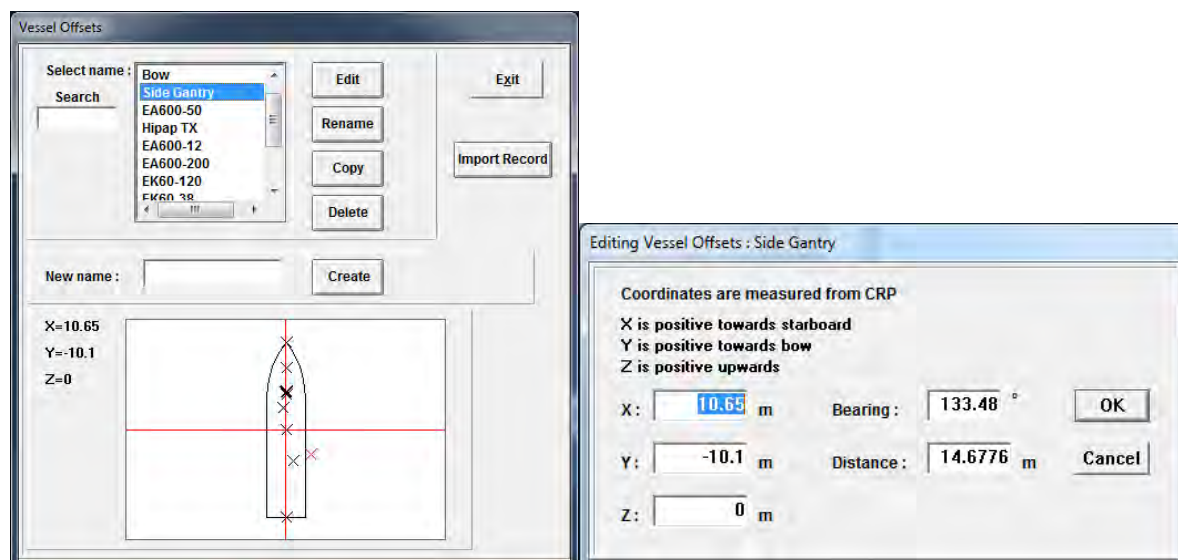 Vessel Offsets
Select name :
Search
Bow
Side Gantry
EA600-50
Hipap TX
EA600-12
EA600-200
EK60-120
EK60-38
Edit
Rename
Copy
Delete
Exit
Import Record
New name :
Create
X=10.65
Y=-10.1
Z=0
Editing Vessel Offsets : Side Gantry
Coordinates are measured from CRP
X is positive towards starboard
Y is positive towards bow
Z is positive upwards
X : 10.65 m Bearing : 133.48 ° OK
Y : -10.1 m Distance : 14.6776 m Cancel
Z : 0 m